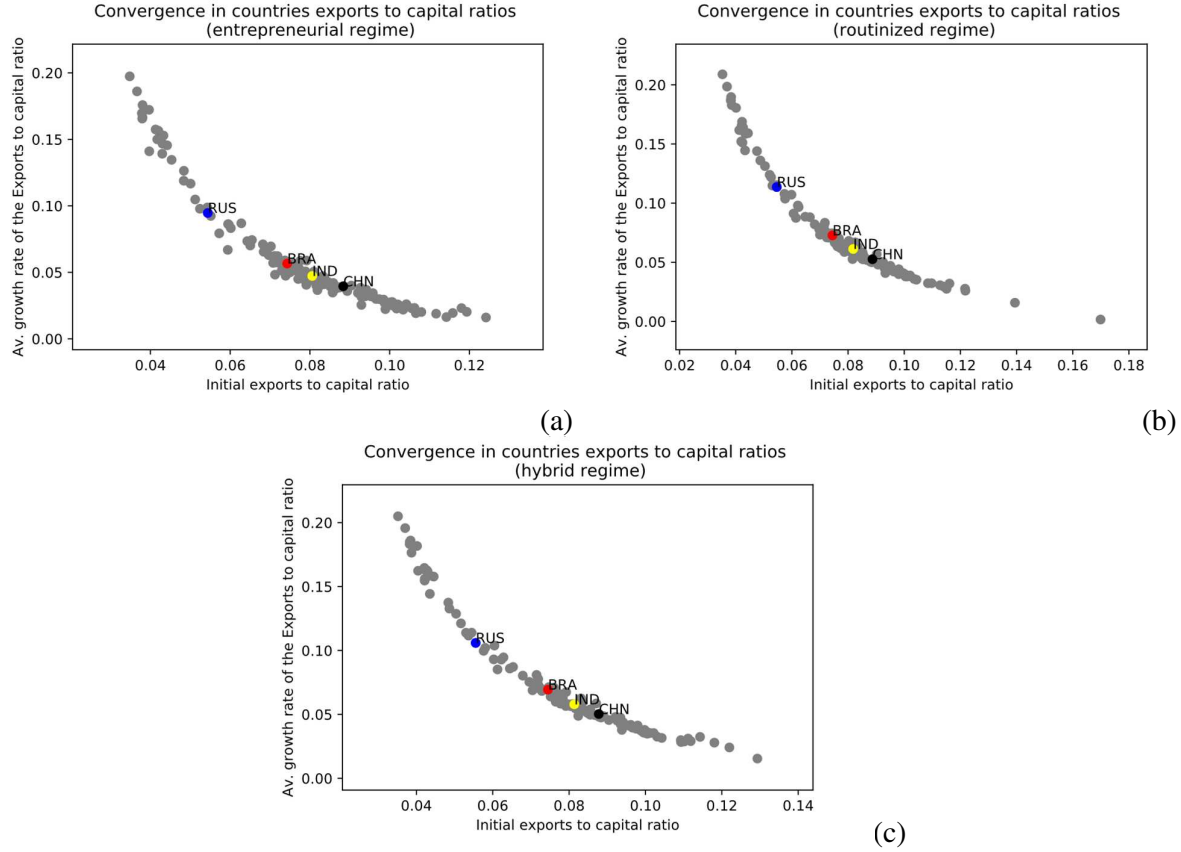 Convergence in countries exports to capital ratios
(entrepreneurial regime)
Av. growth rate of the Exports to capital ratio
0.20
0.15
0.10
0.05
0.00
RUS
BRA
IND
CHN
0.04 0.06 0.08 0.10 0.12
Initial exports to capital ratio
(a)
Convergence in countries exports to capital ratios
(routinized regime)
Av. growth rate of the Exports to capital ratio
0.20
0.15
0.10
0.05
0.00
RUS
BRA
IND
CHN
0.02 0.04 0.06 0.08 0.10 0.12 0.14 0.16 0.18
Initial exports to capital ratio
(b)
Convergence in countries exports to capital ratios
(hybrid regime)
Av. growth rate of the Exports to capital ratio
0.20
0.15
0.10
0.05
0.00
RUS
BRA
IND
CHN
0.04 0.06 0.08 0.10 0.12 0.14
Initial exports to capital ratio
(c)